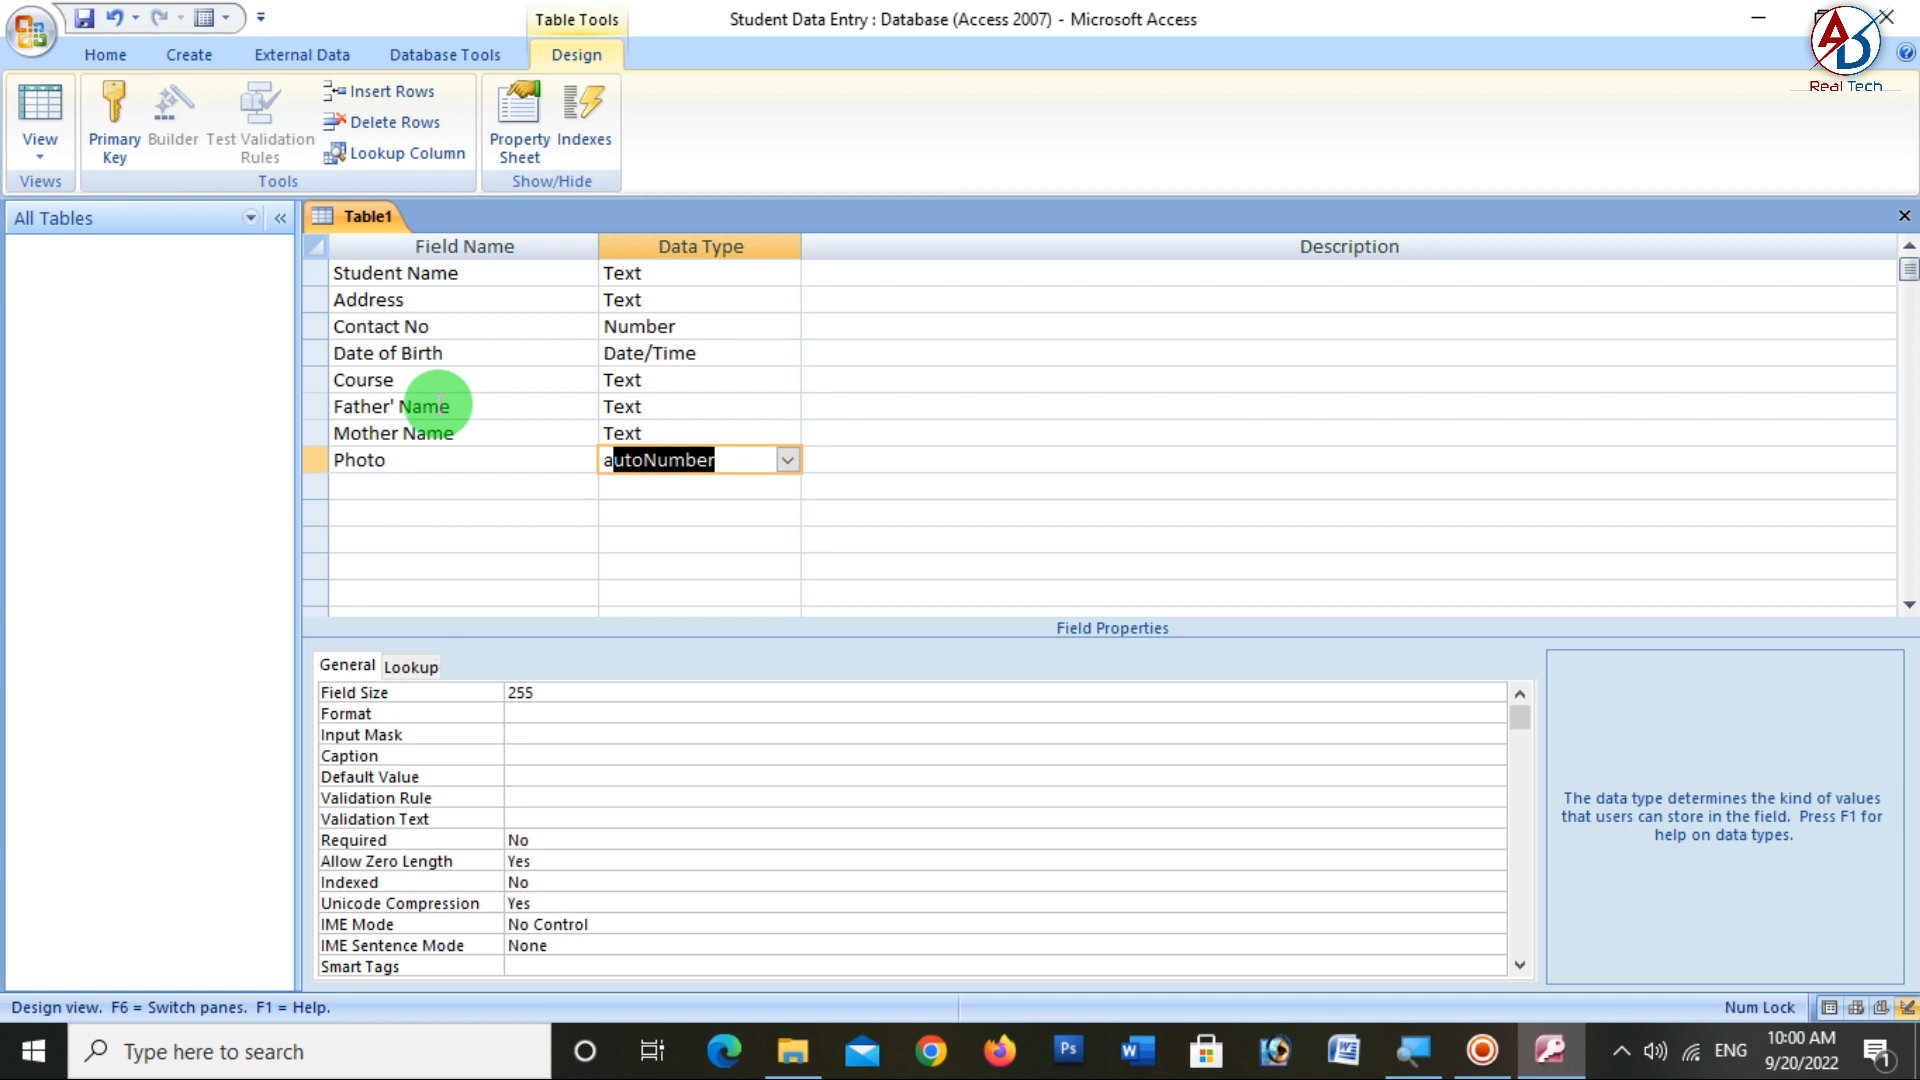 Table Tools
Student Data Entry : Database (Access 2007) - Microsoft Access
Home
Create
External Data
Database Tools
Design
Real Tech
View
Primary Key
Builder
Test Validation Rules
Insert Rows
Delete Rows
Lookup Column
Property Sheet
Indexes
Views
Tools
Show/Hide
All Tables
Table1
Field Name
Data Type
Description
Student Name
Text
Address
Text
Contact No
Number
Date of Birth
Date/Time
Course
Text
Father' Name
Text
Mother Name
Text
Photo
autoNumber
Field Properties
General
Lookup
Field Size
255
Format
Input Mask
Caption
Default Value
Validation Rule
Validation Text
Required
No
Allow Zero Length
Yes
Indexed
No
Unicode Compression
Yes
IME Mode
No Control
IME Sentence Mode
None
Smart Tags
The data type determines the kind of values
that users can store in the field. Press F1 for
help on data types.
Design view. F6 = Switch panes. F1 = Help.
Num Lock
Type here to search
Ps
ENG
10:00 AM
9/20/2022
1